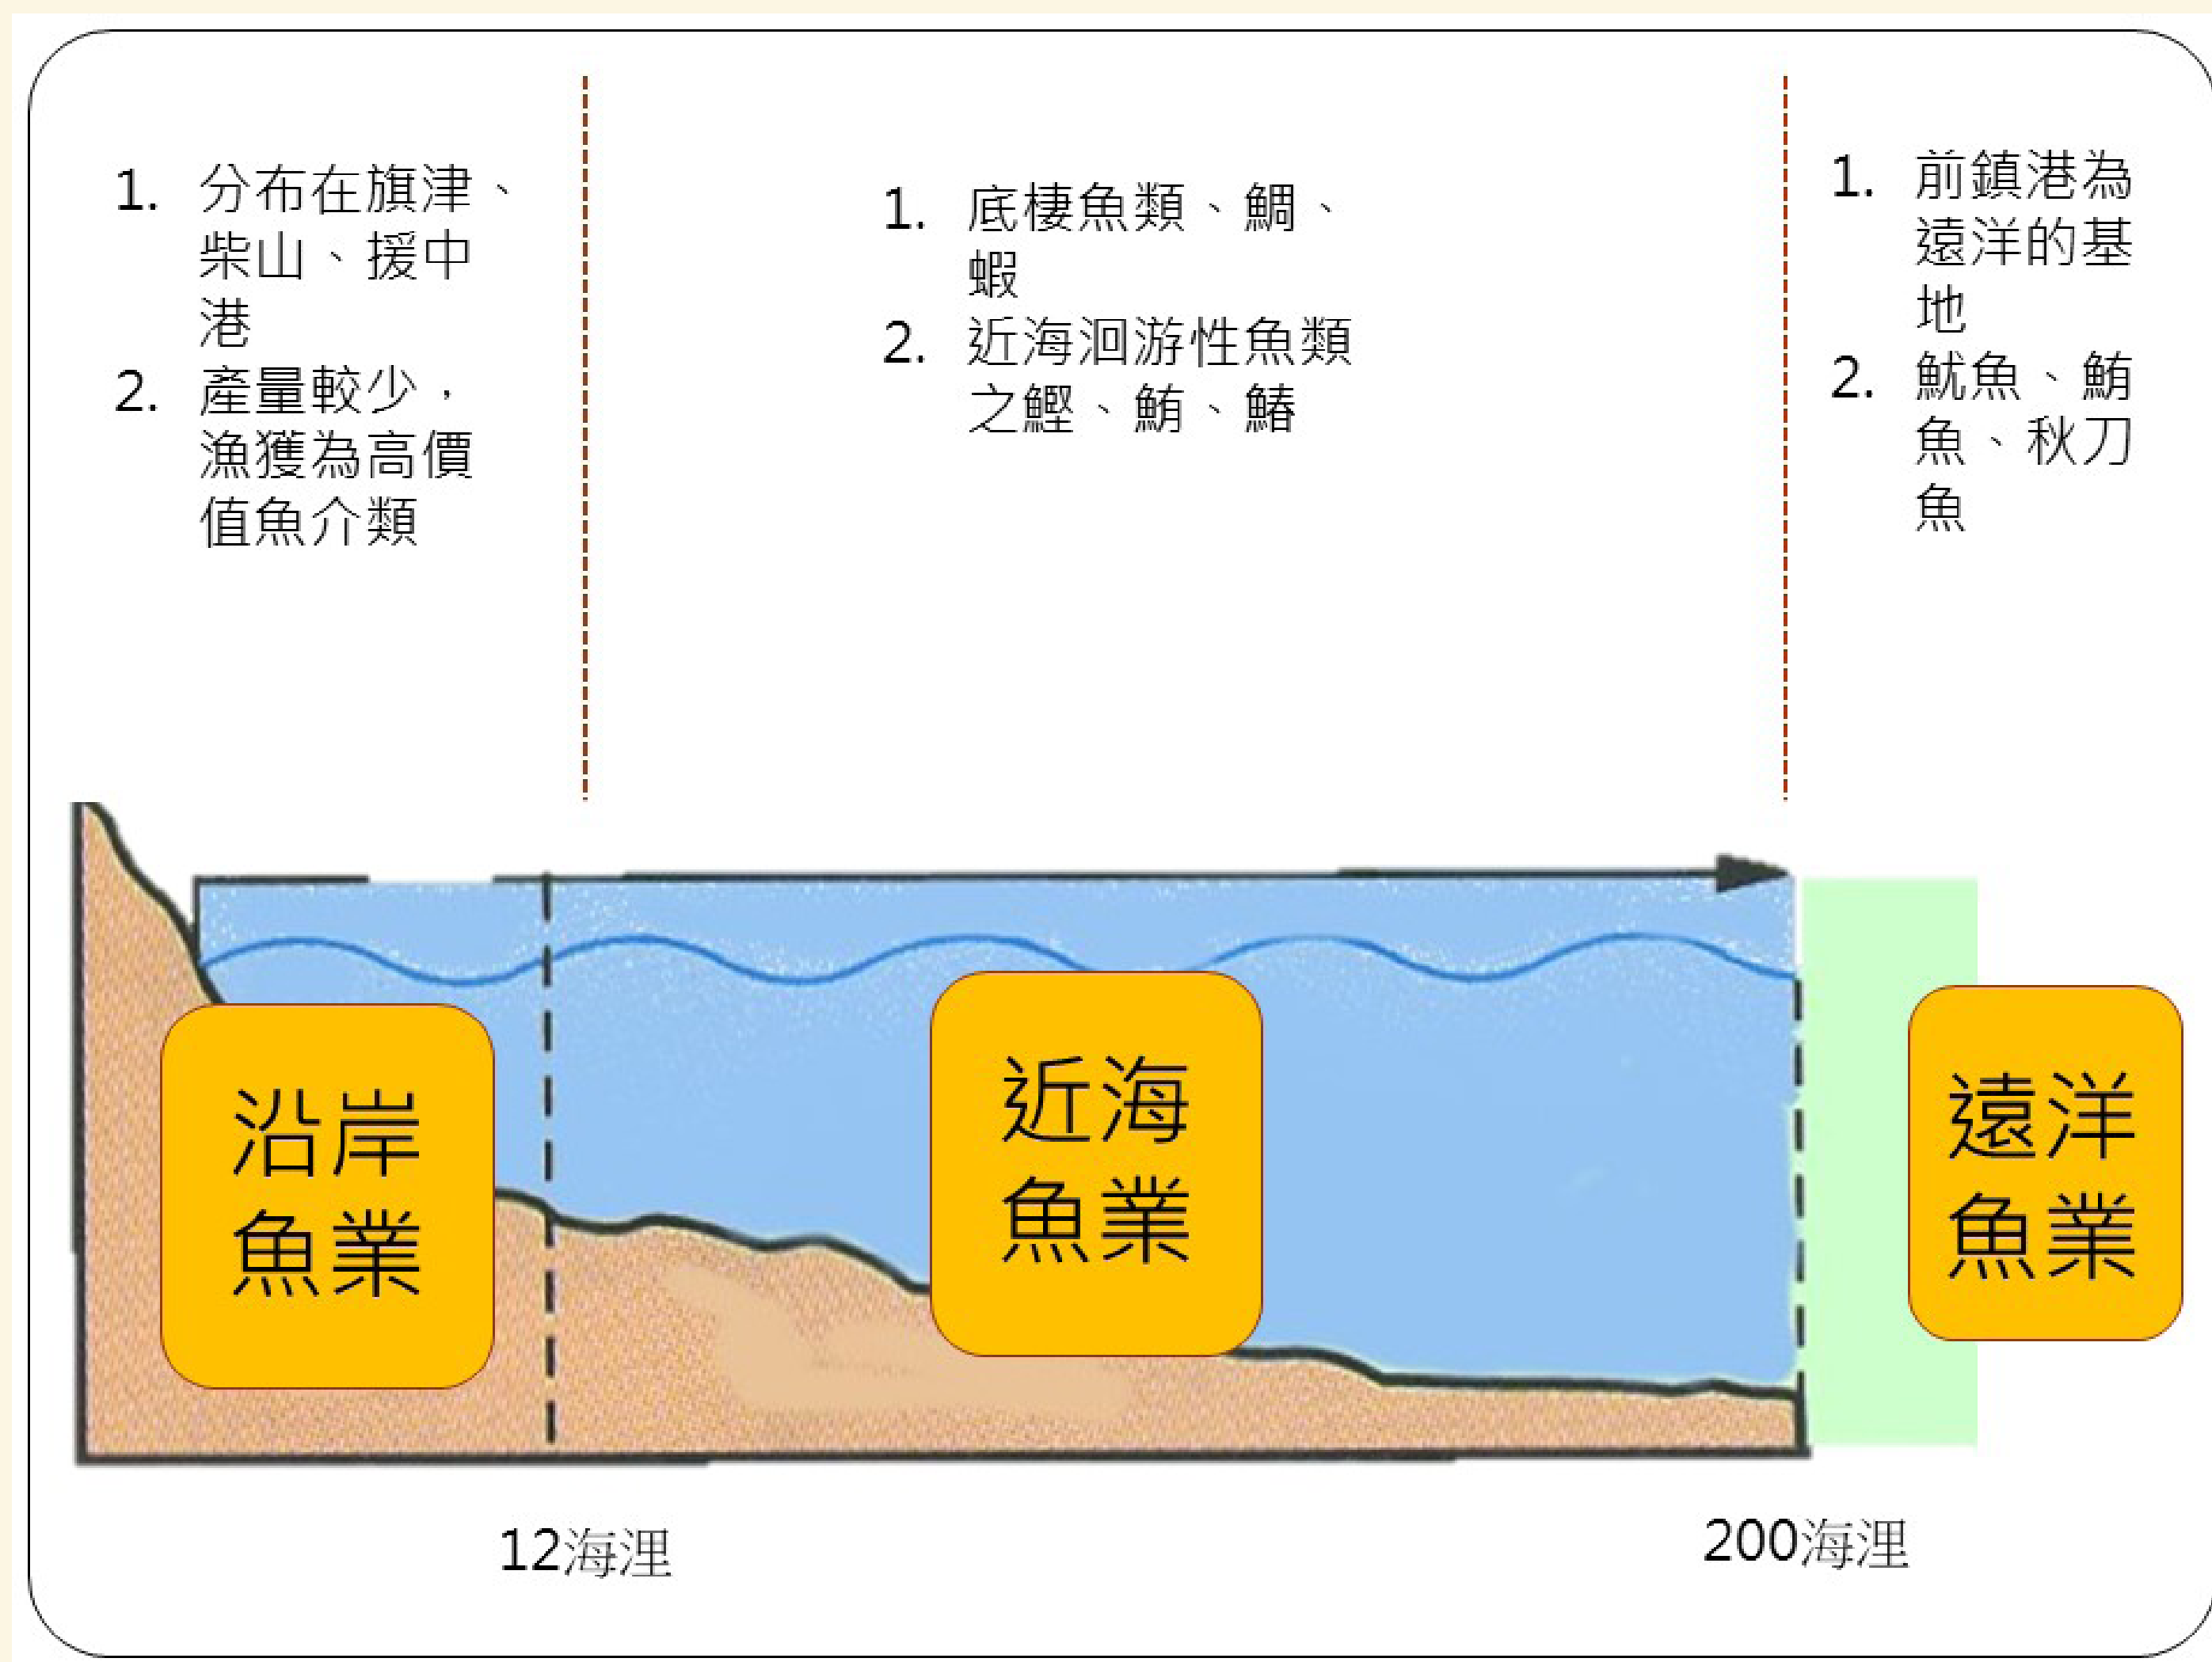 1. 分布在旗津、
柴山、援中
港
2. 產量較少，
漁獲為高價
值魚介類
1. 底棲魚類、鯛、
蝦
2. 近海洄游性魚類
之鰹、鮪、鰆
1. 前鎮港為
遠洋的基
地
2. 魷魚、鮪
魚、秋刀
魚
沿岸
魚業
近海
魚業
遠洋
魚業
12海浬
200海浬